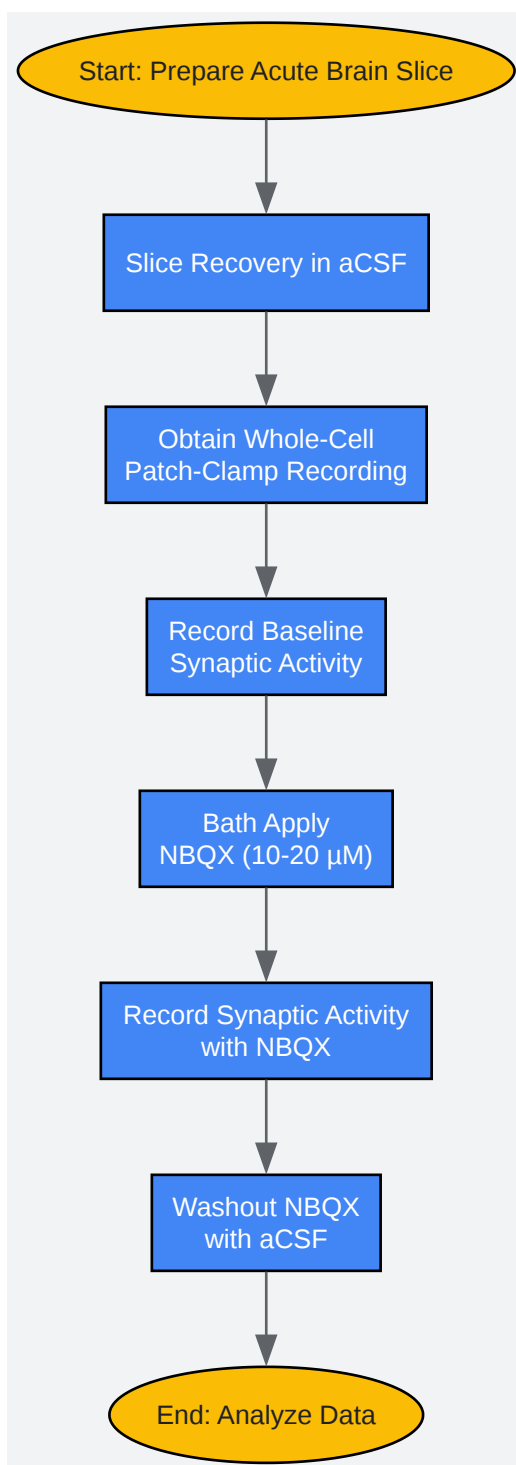 Start: Prepare Acute Brain Slice
Slice Recovery in aCSF
Obtain Whole-Cell
Patch-Clamp Recording
Record Baseline
Synaptic Activity
Bath Apply
NBQX (10-20 µM)
Record Synaptic Activity
with NBQX
Washout NBQX
with aCSF
End: Analyze Data